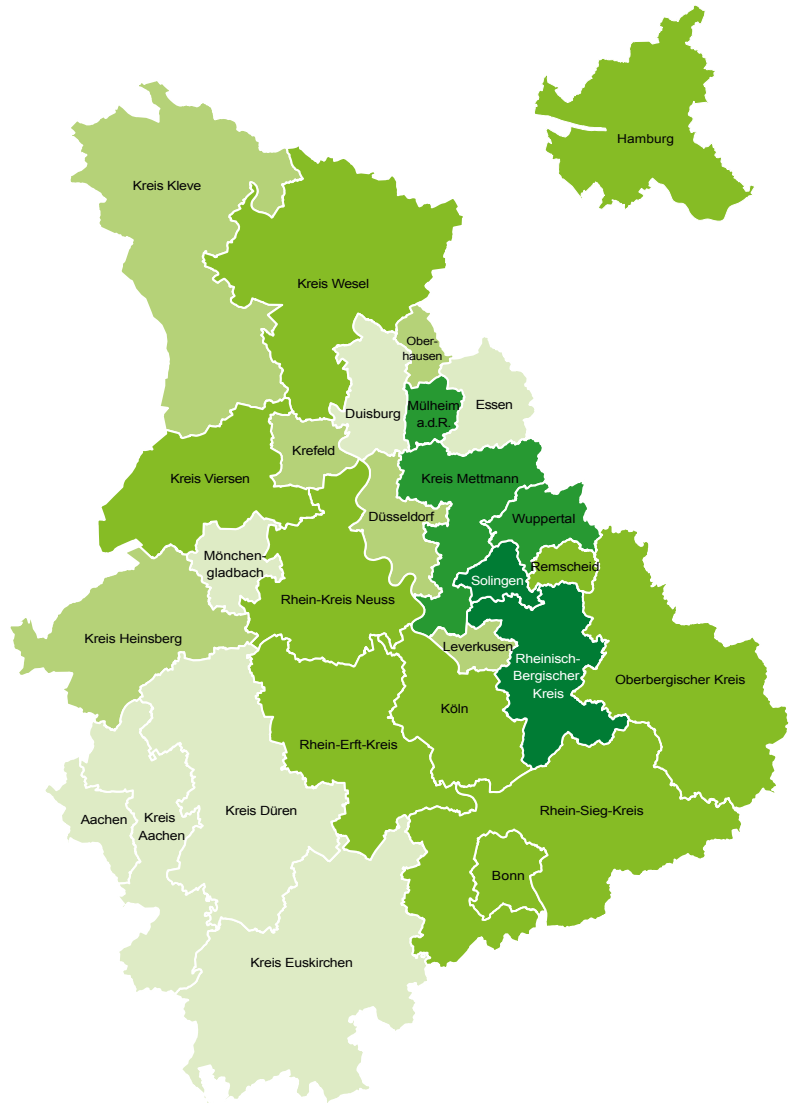 Hamburg
Kreis Kleve
Kreis Wesel
Ober-
hausen
Mülheim
a.d.R.
Essen
Duisburg
Krefeld
Kreis Viersen
Kreis Mettmann
Düsseldorf
Wuppertal
Mönchen-
gladbach
Remscheid
Solingen
Rhein-Kreis Neuss
Kreis Heinsberg
Leverkusen
Rheinisch-
Bergischer
Kreis
Oberbergischer Kreis
Köln
Rhein-Erft-Kreis
Kreis Düren
Rhein-Sieg-Kreis
Aachen
Kreis
Aachen
Bonn
Kreis Euskirchen